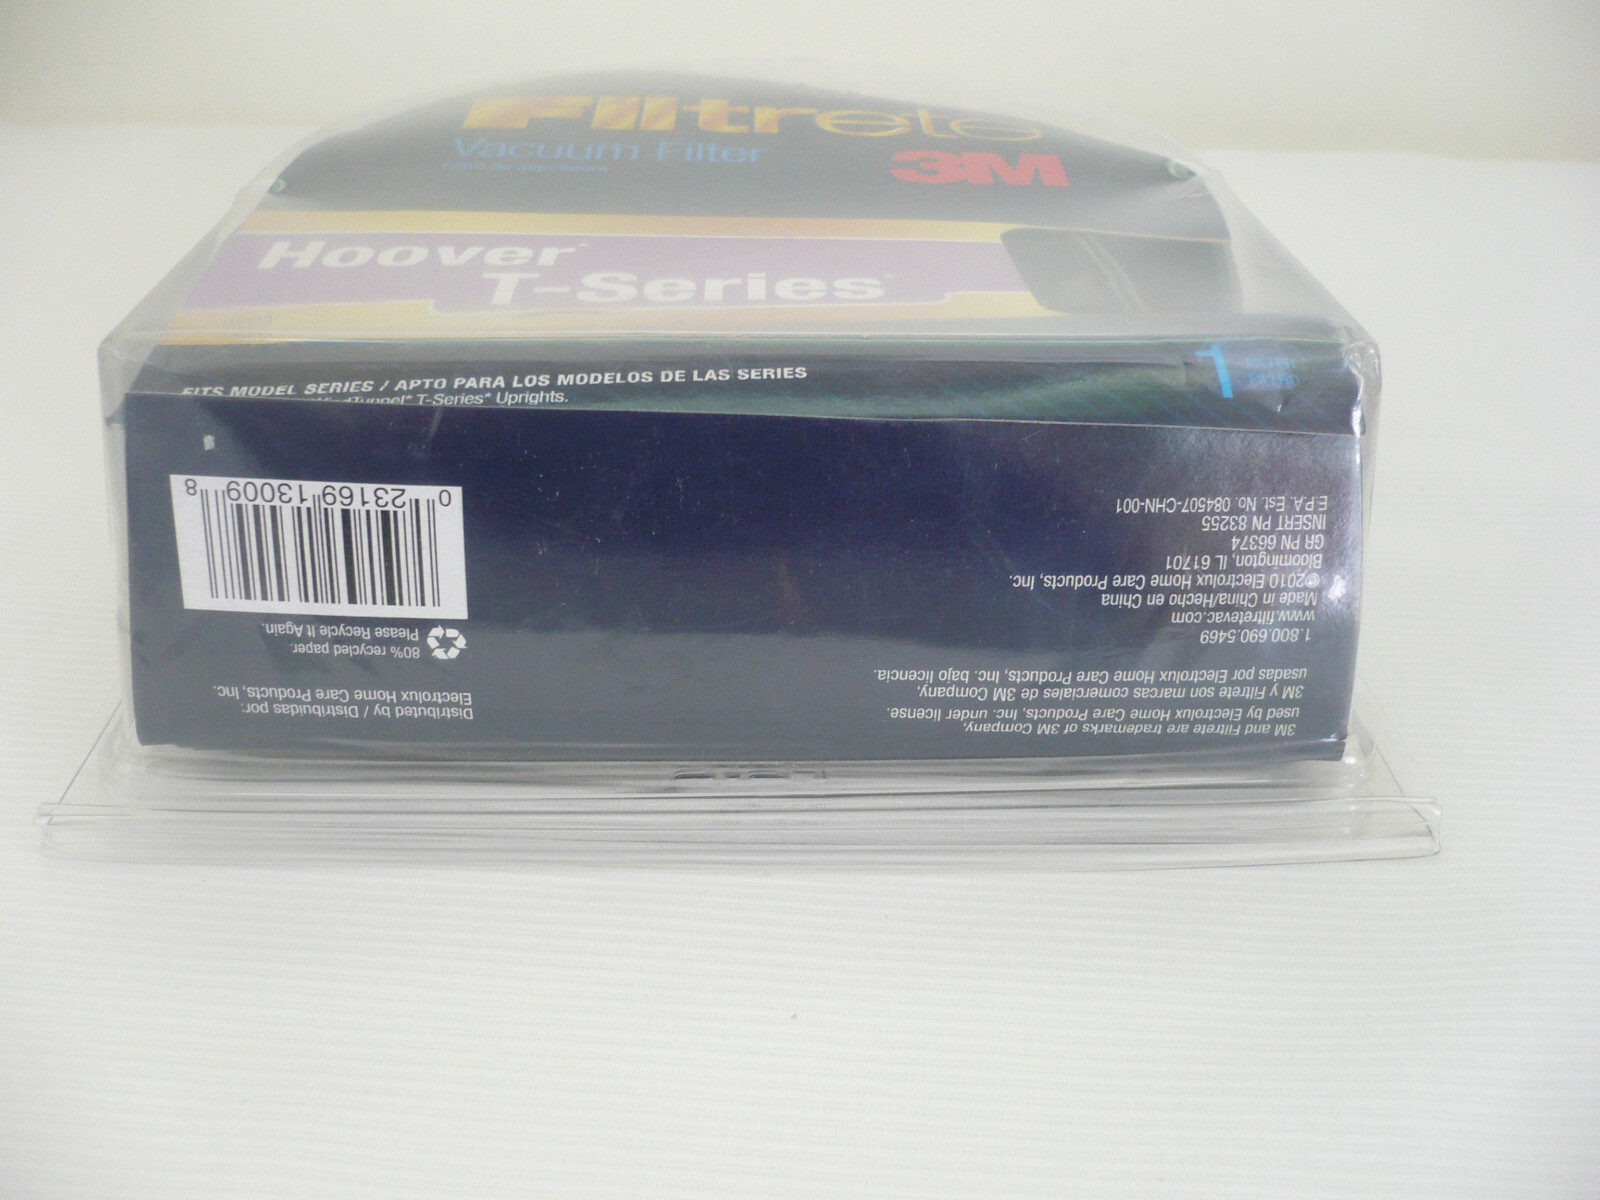 Filtrete
Vacuum Filter
3M
Hoover*
T-Series*
1
FITS MODEL SERIES / APTO PARA LOS MODELOS DE LAS SERIES
WindTunnel* T-Series* Uprights.
3M and Filtrete are trademarks of 3M Company,
used by Electrolux Home Care Products, Inc. under license.
3M y Filtrete son marcas comerciales de 3M Company,
usadas por Electrolux Home Care Products, Inc. bajo licencia.
1.800.690.5469
www.filtretevac.com
Made in China/Hecho en China
©2010 Electrolux Home Care Products, Inc.
Bloomington, IL 61701
GR PN 66374
INSERT PN 83255
E.P.A. Est. No. 084507-CHN-001
Distributed by / Distribuidas por:
Electrolux Home Care Products, Inc.
80% recycled paper.
Please Recycle It Again.
0 23169 13009 8